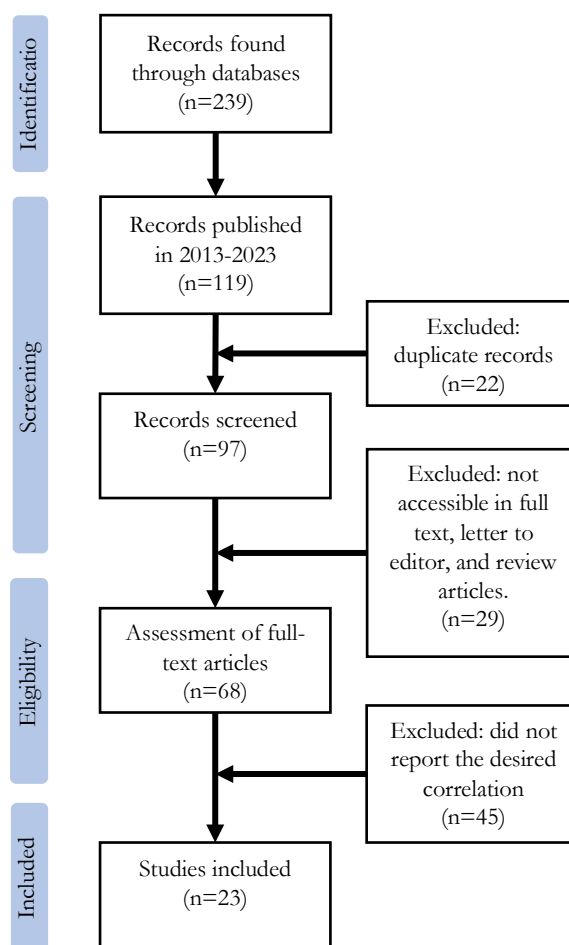 Identificatio
Records found
through databases
(n=239)
Screening
Records published
in 2013-2023
(n=119)
Excluded:
duplicate records
(n=22)
Records screened
(n=97)
Excluded: not
accessible in full
text, letter to
editor, and review
articles.
(n=29)
Eligibility
Assessment of full-
text articles
(n=68)
Excluded: did not
report the desired
correlation
(n=45)
Included
Studies included
(n=23)